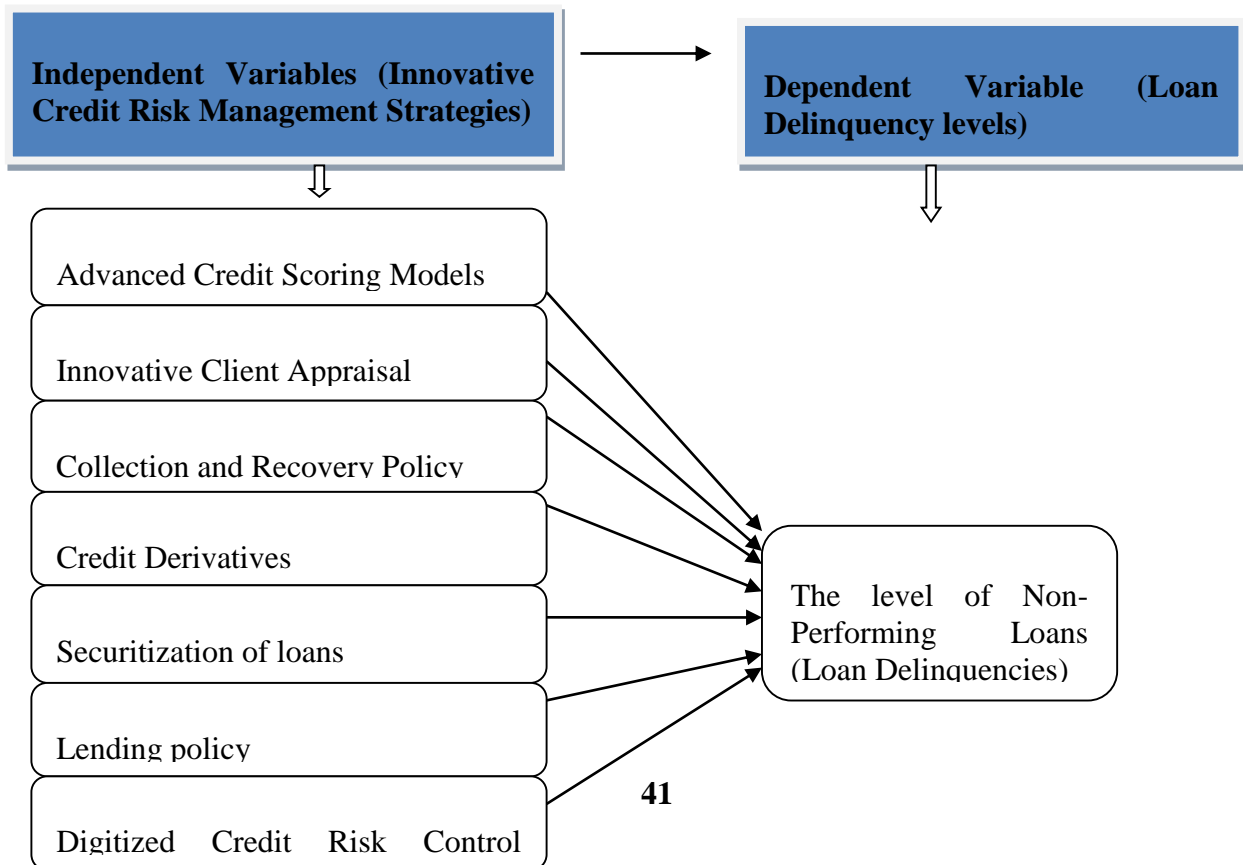 Independent Variables (Innovative
Credit Risk Management Strategies)
Dependent Variable (Loan
Delinquency levels)
Advanced Credit Scoring Models
Innovative Client Appraisal
Collection and Recovery Policy
Credit Derivatives
Securitization of loans
Lending policy
Digitized Credit Risk Control
The level of Non-
Performing Loans
(Loan Delinquencies)
41